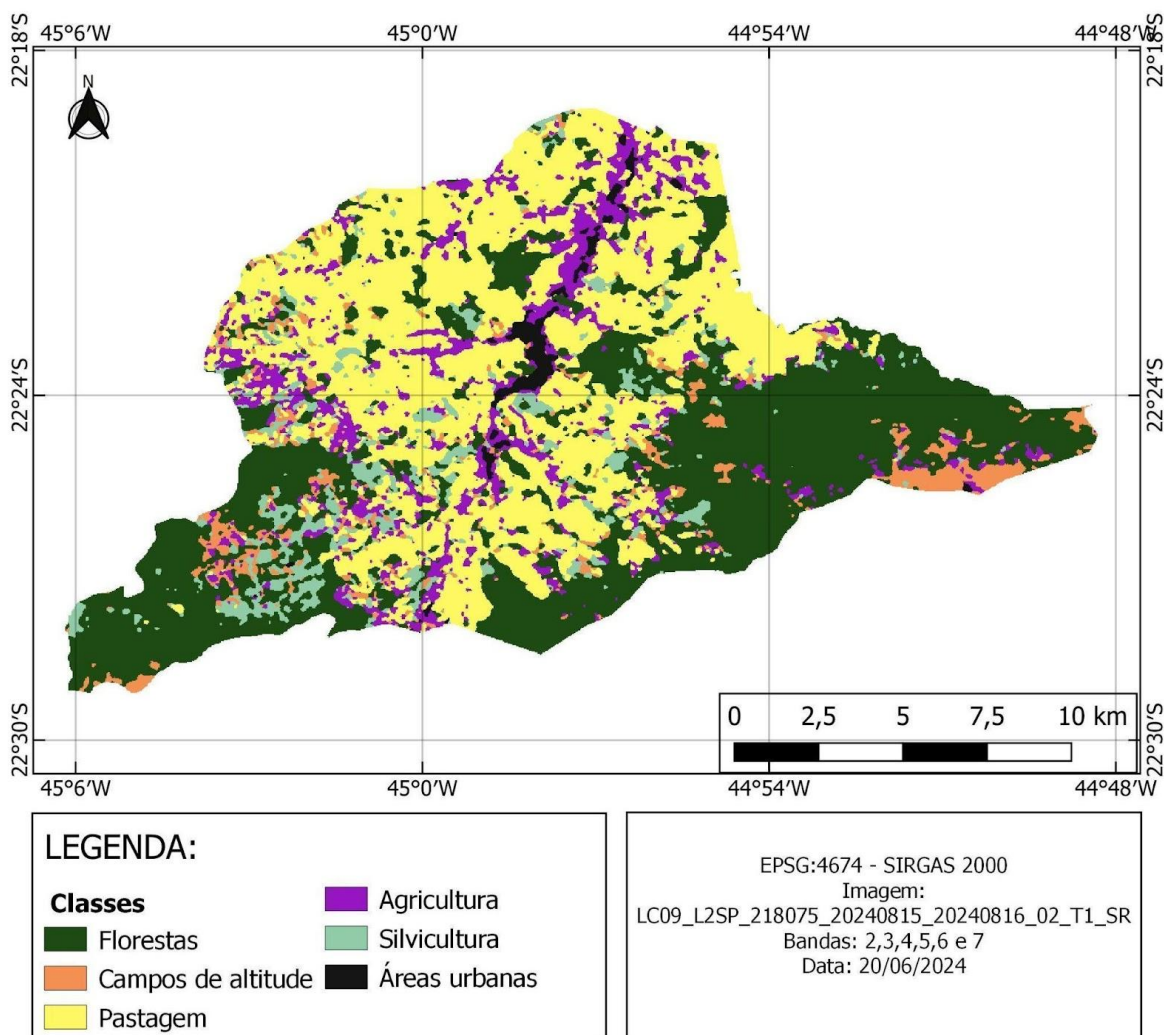 45°6'W 45°0'W 44°54'W 44°48'W
22°18'S 22°18'S
N
22°24'S 22°24'S
0 2,5 5 7,5 10 km
22°30'S 22°30'S
45°6'W 45°0'W 44°54'W 44°48'W
LEGENDA:
Classes
Florestas
Campos de altitude
Pastagem
Agricultura
Silvicultura
Áreas urbanas
EPSG:4674 - SIRGAS 2000
Imagem:
LC09_L2SP_218075_20240815_20240816_02_T1_SR
Bandas: 2,3,4,5,6 e 7
Data: 20/06/2024